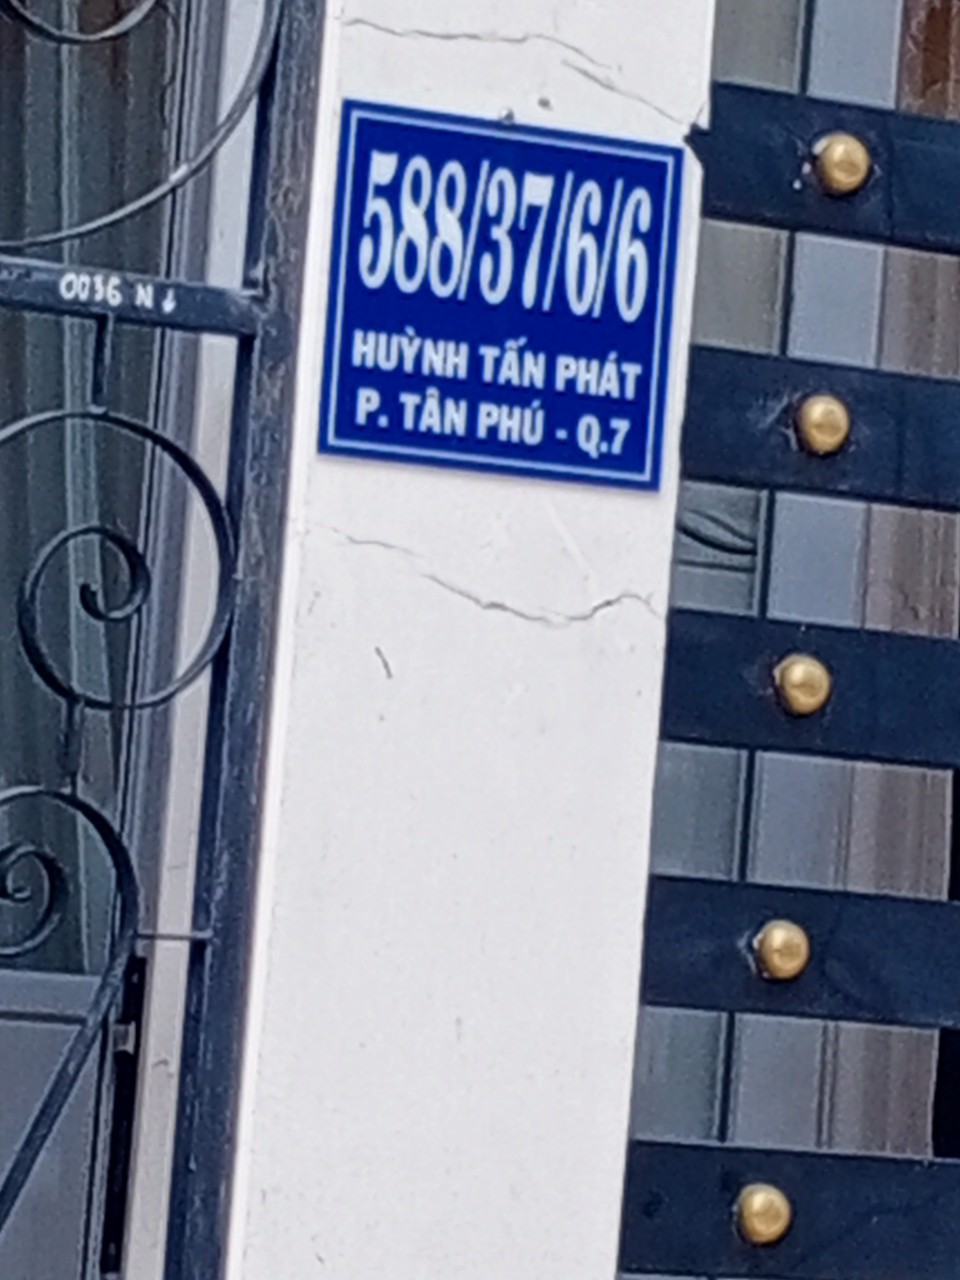 588/37/6/6
HUỲNH TẤN PHÁT
P. TÂN PHÚ - Q.7
0036 N